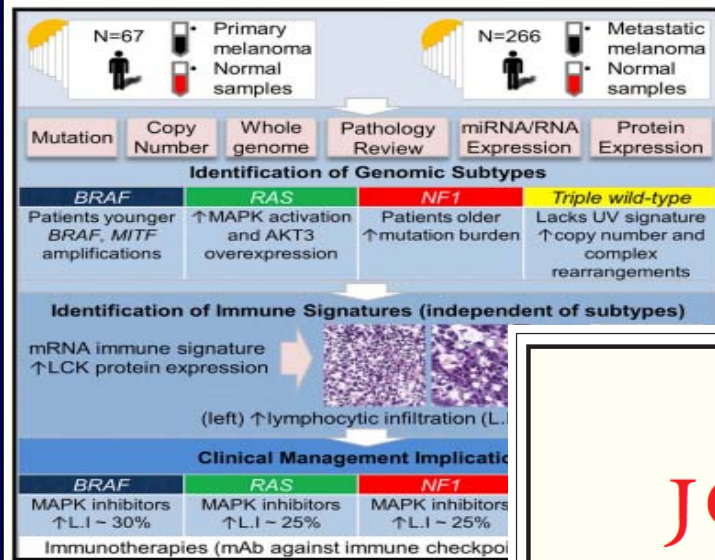 N=67
Primary
melanoma
Normal
samples
N=266
Metastatic
melanoma
Normal
samples
Mutation
Copy
Number
Whole
genome
Pathology
Review
miRNA/RNA
Expression
Protein
Expression
Identification of Genomic Subtypes
BRAF
Patients younger
BRAF, MITF
amplifications
RAS
↑MAPK activation
and AKT3
overexpression
NF1
Patients older
↑mutation burden
Triple wild-type
Lacks UV signature
↑copy number and
complex
rearrangements
Identification of Immune Signatures (independent of subtypes)
mRNA immune signature
↑LCK protein expression
(left) ↑lymphocytic infiltration (L.I
Clinical Management Implicatio
BRAF
MAPK inhibitors
↑L.I ~ 30%
RAS
MAPK inhibitors
↑L.I ~ 25%
NF1
MAPK inhibitors
↑L.I ~ 25%
Immunotherapies (mAb against immune checkpoi